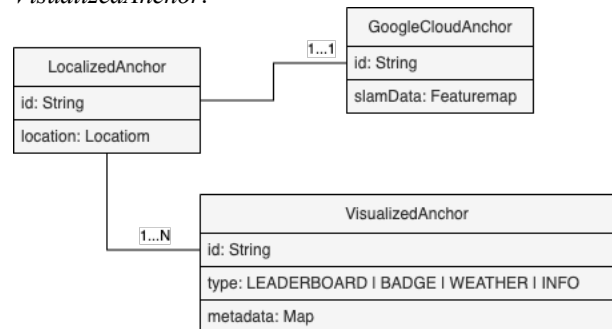 VisualizedAnchor.
GoogleCloudAnchor
1...1
id: String
slamData: Featuremap
LocalizedAnchor
id: String
location: Locatiom
1...N
VisualizedAnchor
id: String
type: LEADERBOARD I BADGE I WEATHER I INFO
metadata: Map